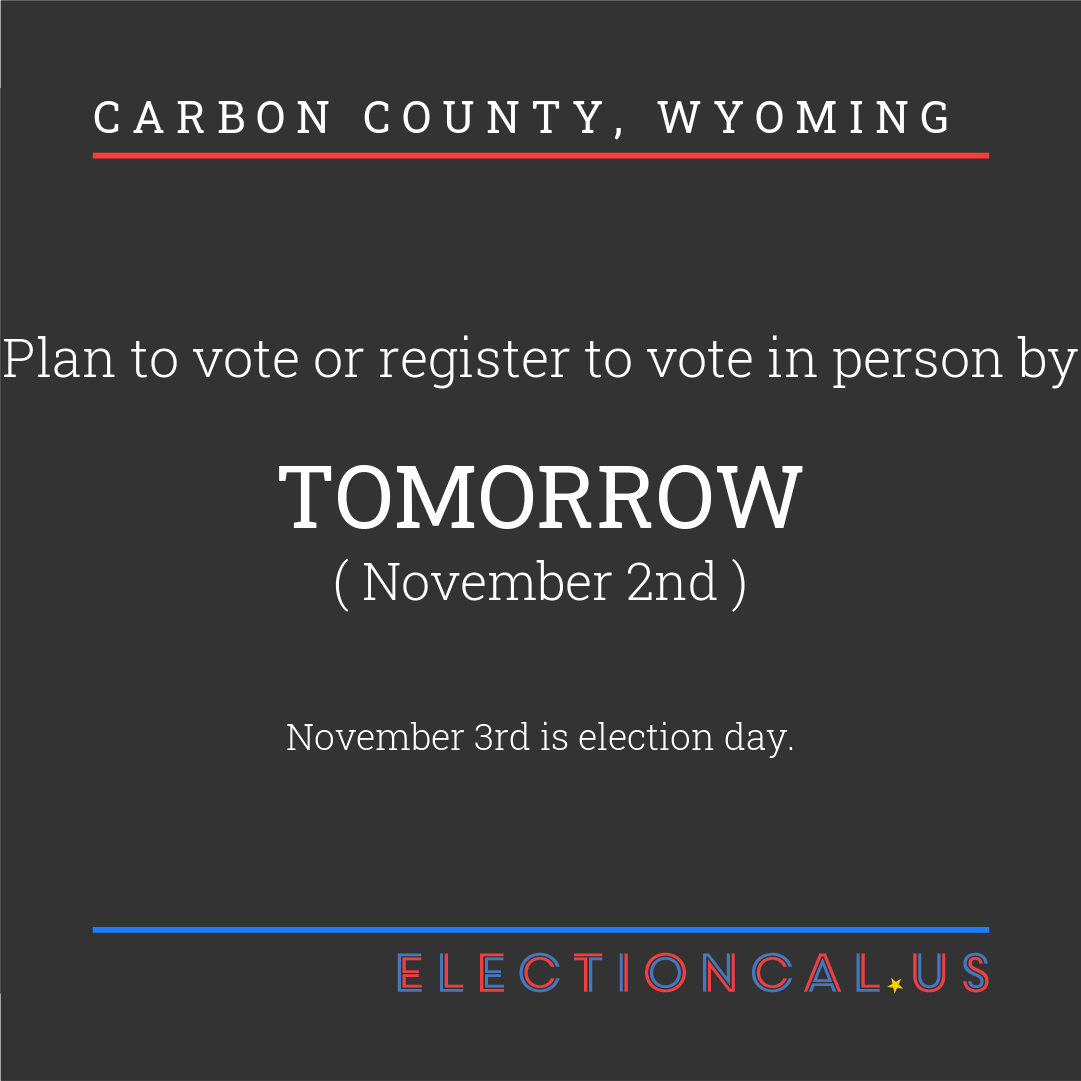 CARBON COUNTY, WYOMING
Plan to vote or register to vote in person by
TOMORROW
( November 2nd )
November 3rd is election day.
ELECTIONCAL.US